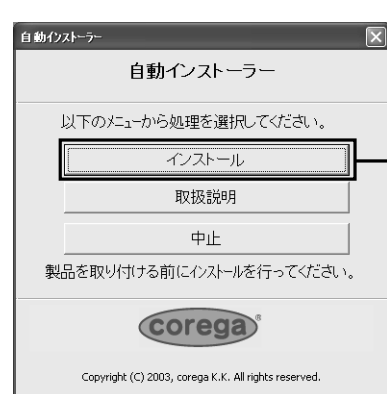 自動インストーラー
自動インストーラー
以下のメニューから処理を選択してください。
インストール
取扱説明
中止
製品を取り付ける前にインストールを行ってください。
corega®
Copyright (C) 2003, corega K.K. All rights reserved.